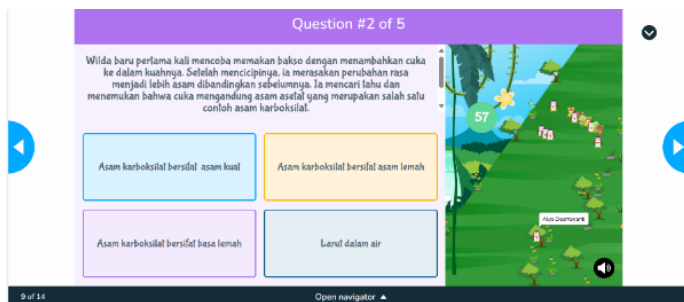 Question #2 of 5
Wilda baru pertama kali mencoba memakan bakso dengan menambahkan cuka
ke dalam kuahnya. Setelah mencicipinya, ia merasakan perubahan rasa
menjadi lebih asam dibandingkan sebelumnya. Ia mencari tahu dan
menemukan bahwa cuka mengandung asam asetat yang merupakan salah satu
contoh asam karboksilat.
57
Asam karboksilat bersifat asam kuat
Asam karboksilat bersifat asam lemah
Asam karboksilat bersifat basa lemah
Larut dalam air
9 of 14
Open navigator